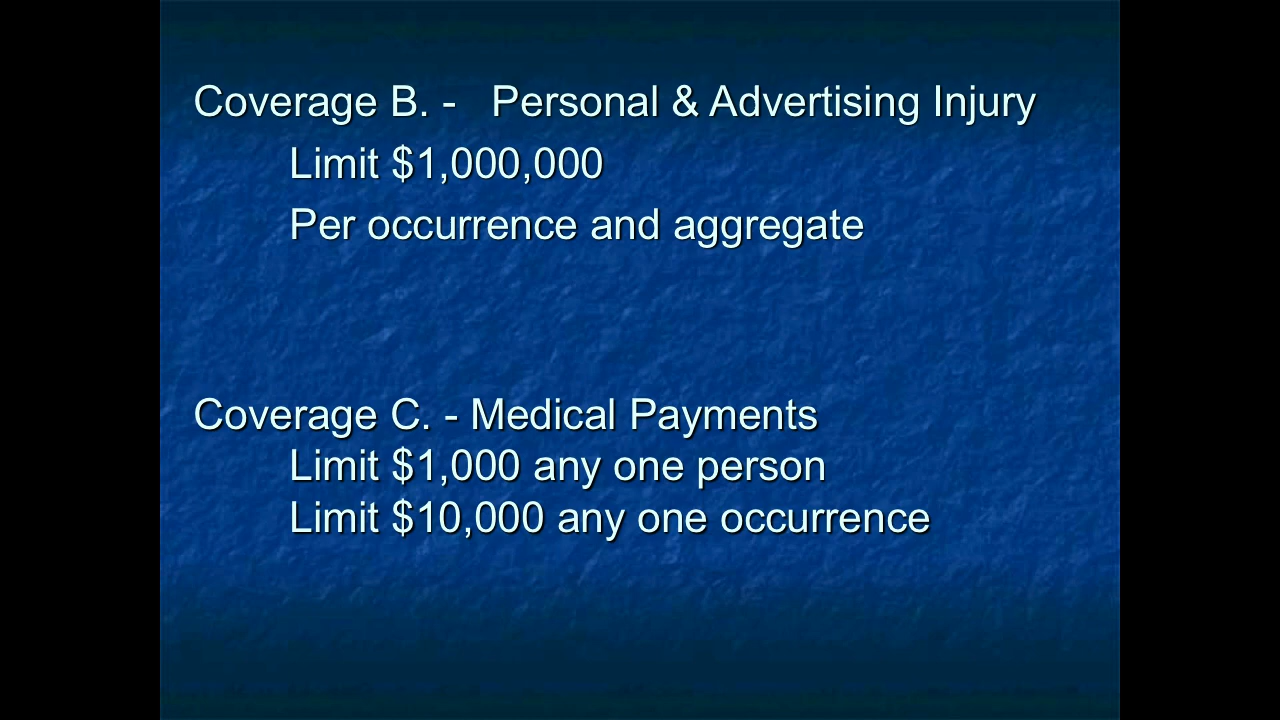 Coverage B. - Personal & Advertising Injury
Limit $1,000,000
Per occurrence and aggregate
Coverage C. - Medical Payments
Limit $1,000 any one person
Limit $10,000 any one occurrence